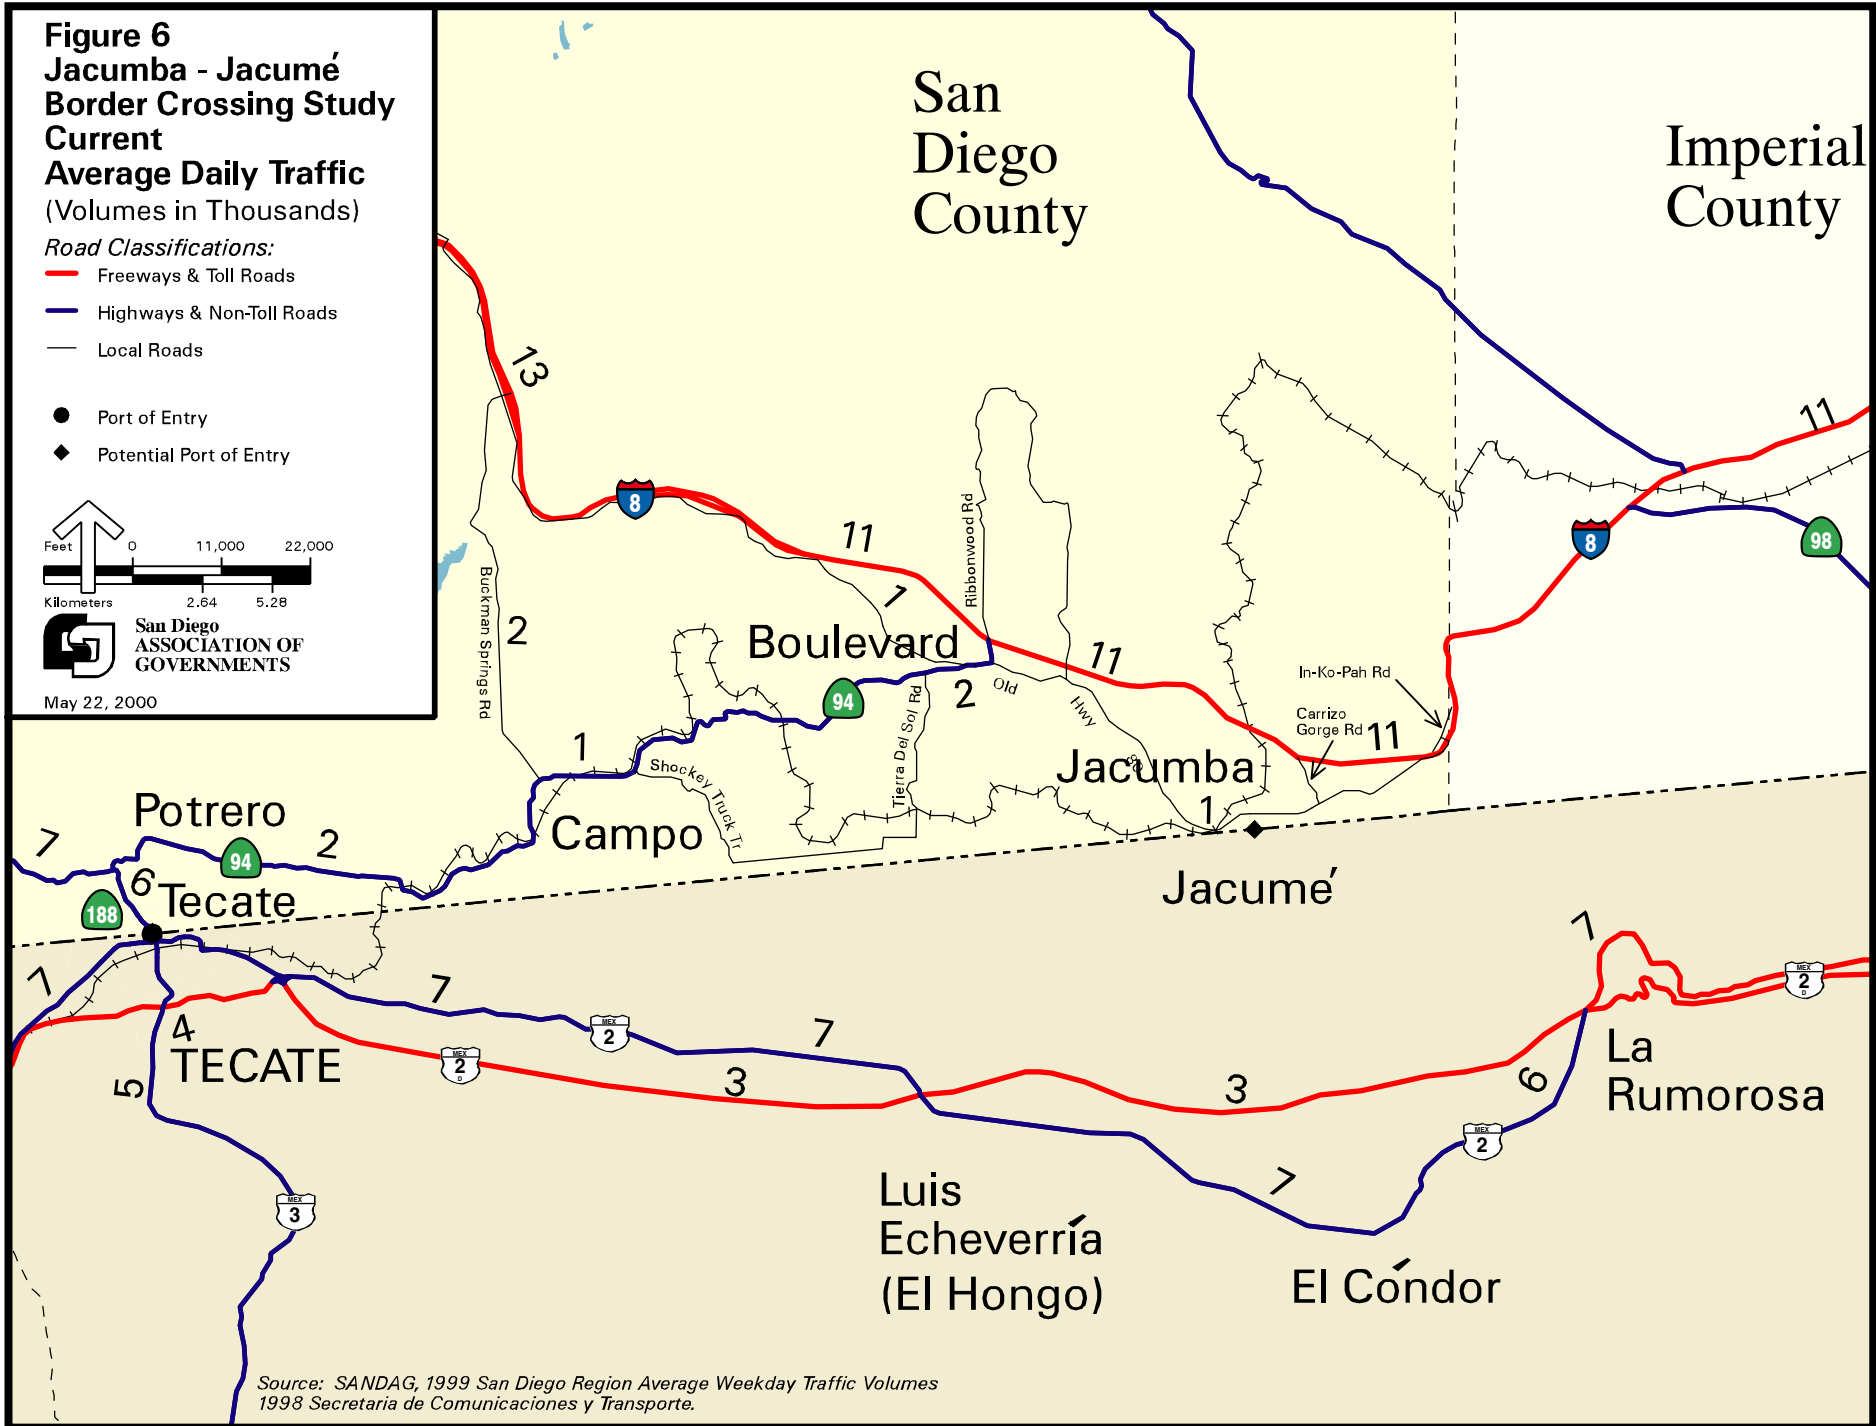 Figure 6
Jacumba - Jacumé
Border Crossing Study
Current
Average Daily Traffic
(Volumes in Thousands)
Road Classifications:
Freeways & Toll Roads
Highways & Non-Toll Roads
Local Roads
Port of Entry
Potential Port of Entry
Feet 0 11,000 22,000
Kilometers 2.64 5.28
San Diego
ASSOCIATION OF
GOVERNMENTS
May 22, 2000
San
Diego
County
Imperial
County
13
11
8
11
8
98
Buckman Springs Rd
2
1
Ribbonwood Rd
Boulevard
94
2
Old
Hwy
80
11
Tierra Del Sol Rd
In-Ko-Pah Rd
Carrizo
Gorge Rd
11
Jacumba
1
1
Shockey Truck Tr
Campo
Potrero
7
94
2
6
188
Tecate
Jacumé
7
7
4
TECATE
5
MEX
2
D
MEX
2
7
3
3
7
MEX
2
D
La
Rumorosa
6
MEX
2
7
MEX
3
Luis
Echeverría
(El Hongo)
El Cóndor
Source: SANDAG, 1999 San Diego Region Average Weekday Traffic Volumes
1998 Secretaria de Comunicaciones y Transporte.